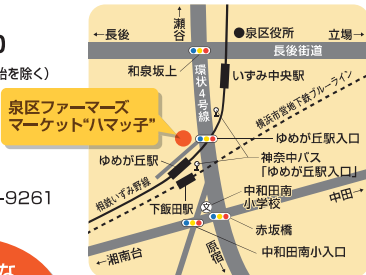 瀬谷
←長後
●泉区役所
立場→
長後街道
和泉坂上
環状4号線
いずみ中央駅
始を除く）
泉区ファーマーズ
マーケット“ハマッ子”
横浜市営地下鉄ブルーライン
ゆめが丘駅入口
ゆめが丘駅
神奈中バス
「ゆめが丘駅入口」
相鉄いずみ野線
-9261
下飯田駅
文
中和田南
小学校
中田→
赤坂橋
←湘南台
原宿
中和田南小入口
な